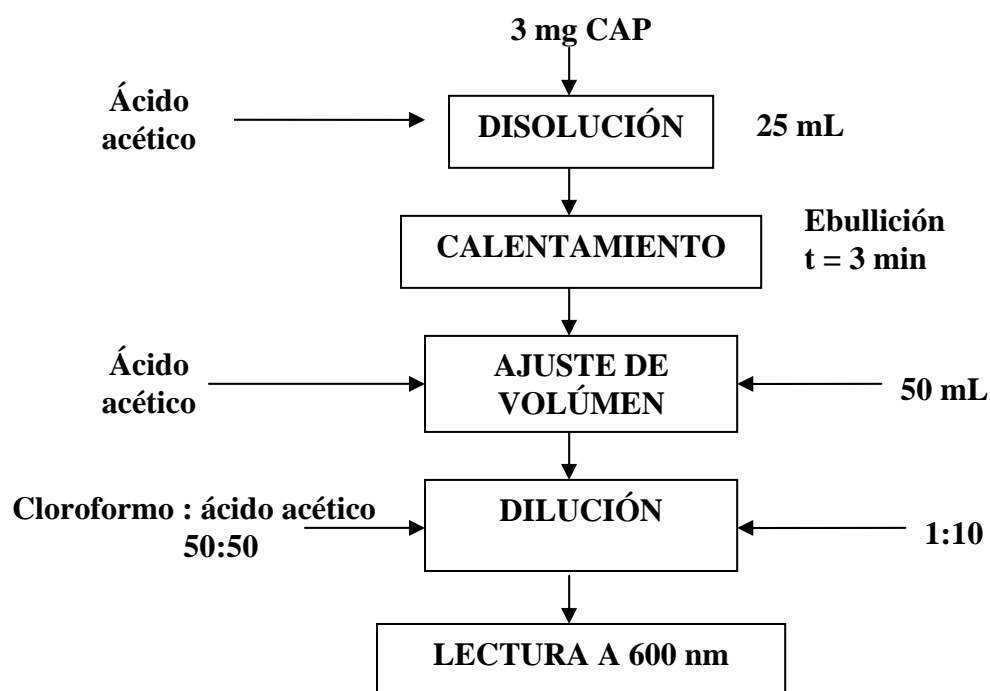 3 mg CAP
Ácido
acético
DISOLUCIÓN
25 mL
CALENTAMIENTO
Ebullición
t = 3 min
Ácido
acético
AJUSTE DE
VOLÚMEN
50 mL
Cloroformo : ácido acético
50:50
DILUCIÓN
1:10
LECTURA A 600 nm